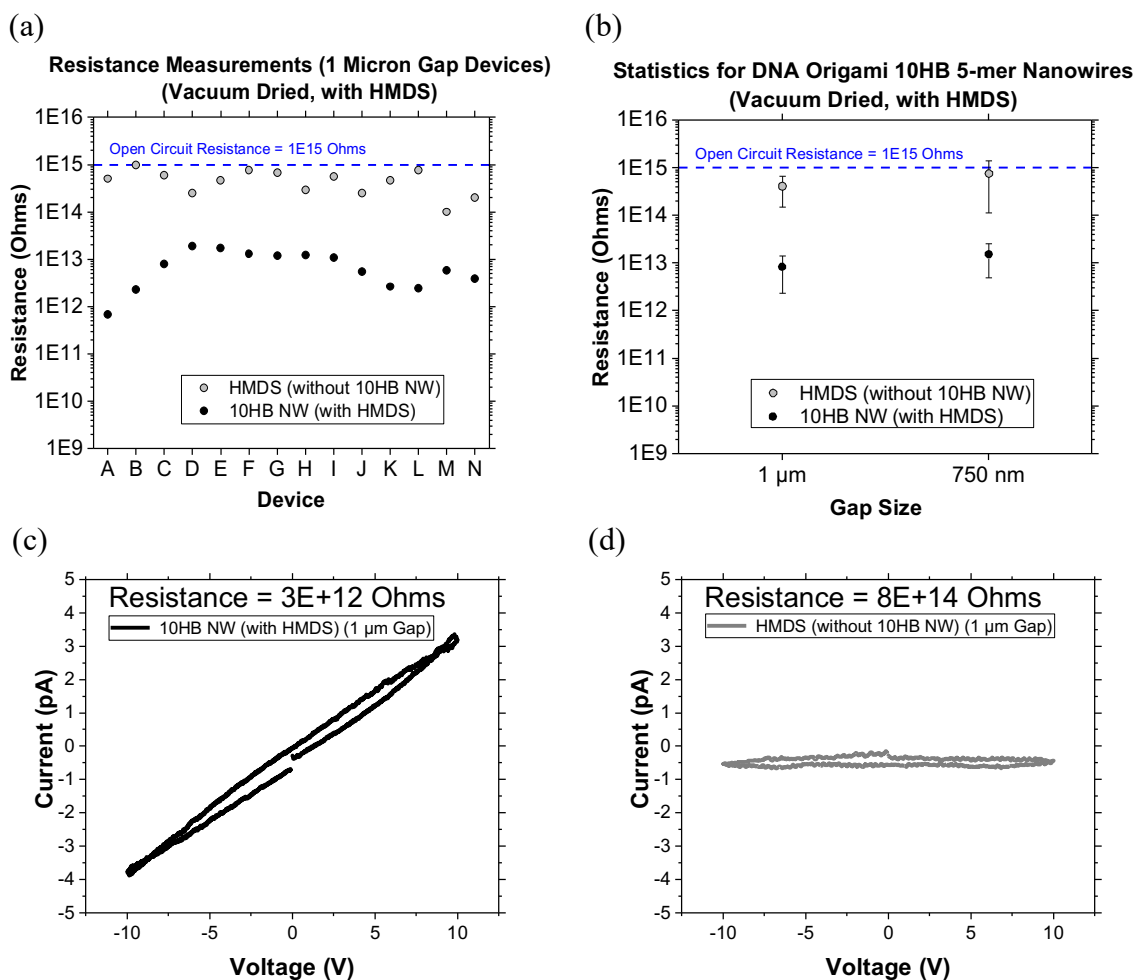 (a)
Resistance Measurements (1 Micron Gap Devices)
(Vacuum Dried, with HMDS)
1E16
1E15
1E14
1E13
1E12
1E11
1E10
1E9
Resistance (Ohms)
Open Circuit Resistance = 1E15 Ohms
HMDS (without 10HB NW)
10HB NW (with HMDS)
A B C D E F G H I J K L M N
Device
(b)
Statistics for DNA Origami 10HB 5-mer Nanowires
(Vacuum Dried, with HMDS)
1E16
1E15
1E14
1E13
1E12
1E11
1E10
1E9
Resistance (Ohms)
Open Circuit Resistance = 1E15 Ohms
HMDS (without 10HB NW)
10HB NW (with HMDS)
1 µm 750 nm
Gap Size
(c)
5
4
3
2
1
0
-1
-2
-3
-4
-5
Current (pA)
Resistance = 3E+12 Ohms
10HB NW (with HMDS) (1 µm Gap)
-10 -5 0 5 10
Voltage (V)
(d)
5
4
3
2
1
0
-1
-2
-3
-4
-5
Current (pA)
Resistance = 8E+14 Ohms
HMDS (without 10HB NW) (1 µm Gap)
-10 -5 0 5 10
Voltage (V)